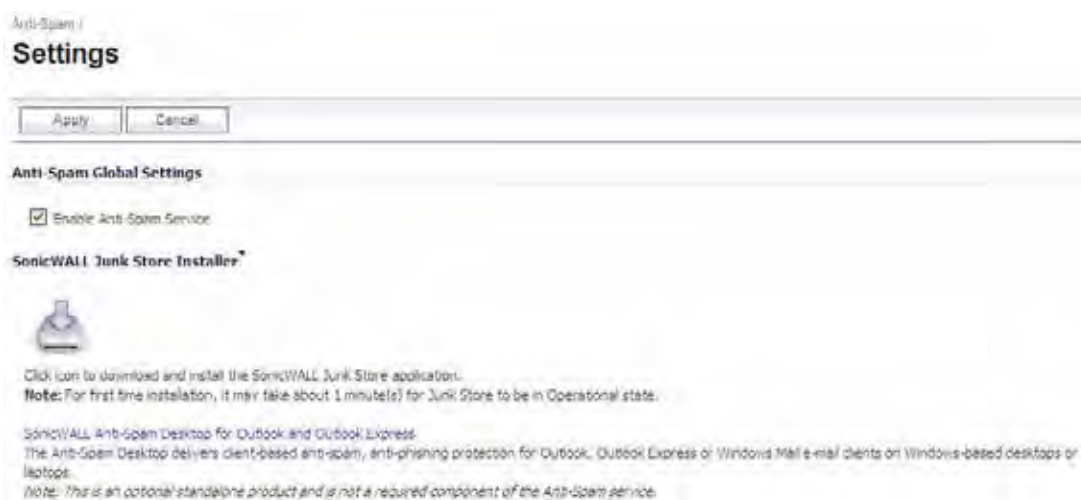 Anti-Spam /
Settings
Apply Cancel
Anti-Spam Global Settings
Enable Anti-Spam Service
SonicWALL Junk Store Installer
Click icon to download and install the SonicWALL Junk Store application.
Note: For first time installation, it may take about 1 minute(s) for Junk Store to be in Operational state.
SonicWALL Anti-Spam Desktop for Outlook and Outlook Express
The Anti-Spam Desktop delivers client-based anti-spam, anti-phishing protection for Outlook, Outlook Express or Windows Mail e-mail clients on Windows-based desktops or
laptops.
Note: This is an optional standalone product and is not a required component of the Anti-Spam service.